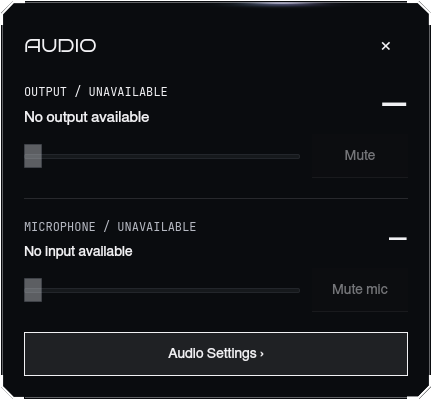 AUDIO
×
OUTPUT / UNAVAILABLE
—
No output available
Mute
MICROPHONE / UNAVAILABLE
—
No input available
Mute mic
Audio Settings ›